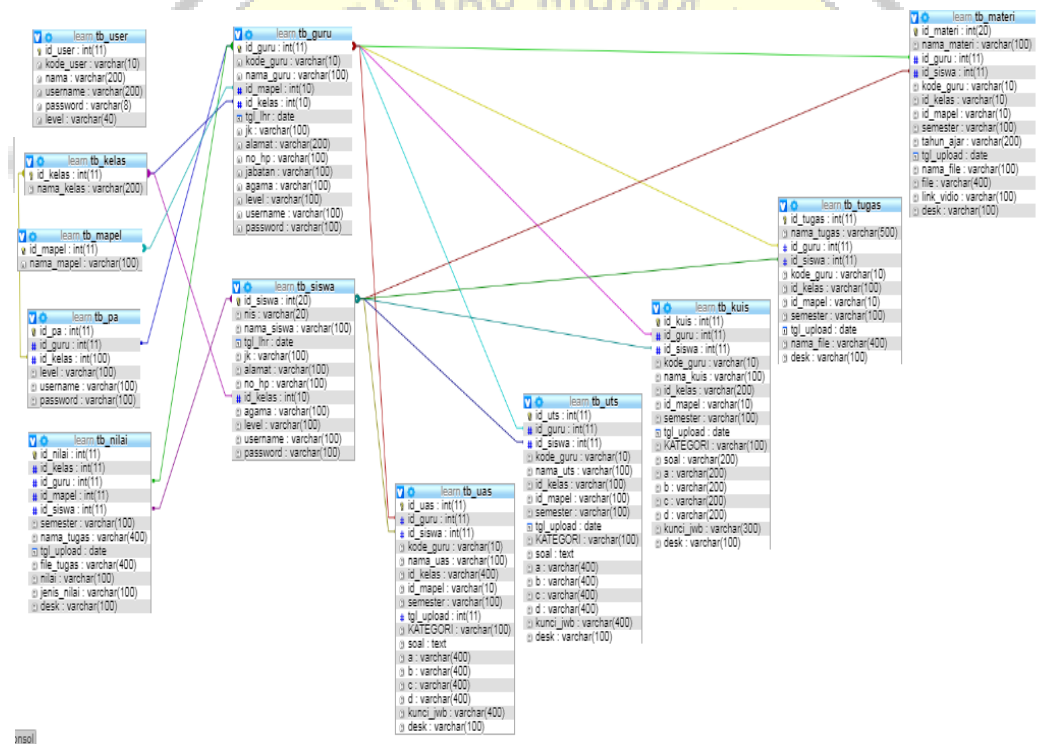 learn tb_user
id_user : int(11)
kode_user : varchar(10)
nama : varchar(200)
username : varchar(200)
password : varchar(8)
level : varchar(40)
learn tb_kelas
id_kelas : int(11)
nama_kelas : varchar(200)
learn tb_mapel
id_mapel : int(11)
nama_mapel : varchar(100)
learn tb_pa
id_pa : int(11)
id_guru : int(11)
id_kelas : int(100)
level : varchar(100)
username : varchar(100)
password : varchar(100)
learn tb_nilai
id_nilai : int(11)
id_kelas : int(11)
id_guru : int(11)
id_mapel : int(11)
id_siswa : int(11)
semester : varchar(100)
nama_tugas : varchar(400)
tgl_upload : date
file_tugas : varchar(400)
nilai : varchar(100)
jenis_nilai : varchar(100)
desk : varchar(100)
learn tb_guru
id_guru : int(11)
kode_guru : varchar(10)
nama_guru : varchar(100)
id_mapel : int(10)
id_kelas : int(10)
tgl_lhr : date
jk : varchar(100)
alamat : varchar(200)
no_hp : varchar(100)
jabatan : varchar(100)
agama : varchar(100)
level : varchar(100)
username : varchar(100)
password : varchar(100)
learn tb_siswa
id_siswa : int(20)
nis : varchar(20)
nama_siswa : varchar(100)
tgl_lhr : date
jk : varchar(100)
alamat : varchar(100)
no_hp : varchar(100)
id_kelas : int(10)
agama : varchar(100)
level : varchar(100)
username : varchar(100)
password : varchar(100)
learn tb_uas
id_uas : int(11)
id_guru : int(11)
id_siswa : int(11)
kode_guru : varchar(10)
nama_uas : varchar(100)
id_kelas : varchar(400)
id_mapel : varchar(10)
semester : varchar(100)
tgl_upload : int(11)
KATEGORI : varchar(100)
soal : text
a : varchar(400)
b : varchar(400)
c : varchar(400)
d : varchar(400)
kunci_jwb : varchar(400)
desk : varchar(100)
learn tb_uts
id_uts : int(11)
id_guru : int(11)
id_siswa : int(11)
kode_guru : varchar(10)
nama_uts : varchar(100)
id_kelas : varchar(100)
id_mapel : varchar(100)
semester : varchar(100)
tgl_upload : date
KATEGORI : varchar(100)
soal : text
a : varchar(400)
b : varchar(400)
c : varchar(400)
d : varchar(400)
kunci_jwb : varchar(400)
desk : varchar(100)
learn tb_kuis
id_kuis : int(11)
id_guru : int(11)
id_siswa : int(11)
kode_guru : varchar(10)
nama_kuis : varchar(100)
id_kelas : varchar(200)
id_mapel : varchar(10)
semester : varchar(100)
tgl_upload : date
KATEGORI : varchar(100)
soal : varchar(200)
a : varchar(200)
b : varchar(200)
c : varchar(200)
d : varchar(200)
kunci_jwb : varchar(300)
desk : varchar(100)
learn tb_tugas
id_tugas : int(11)
nama_tugas : varchar(500)
id_guru : int(11)
id_siswa : int(11)
kode_guru : varchar(10)
id_kelas : varchar(100)
id_mapel : varchar(10)
semester : varchar(100)
tgl_upload : date
nama_file : varchar(400)
desk : varchar(100)
learn tb_materi
id_materi : int(20)
nama_materi : varchar(100)
id_guru : int(11)
id_siswa : int(11)
kode_guru : varchar(10)
id_kelas : varchar(10)
id_mapel : varchar(10)
semester : varchar(100)
tahun_ajar : varchar(200)
tgl_upload : date
nama_file : varchar(100)
file : varchar(400)
link_vidio : varchar(100)
desk : varchar(100)
onsol